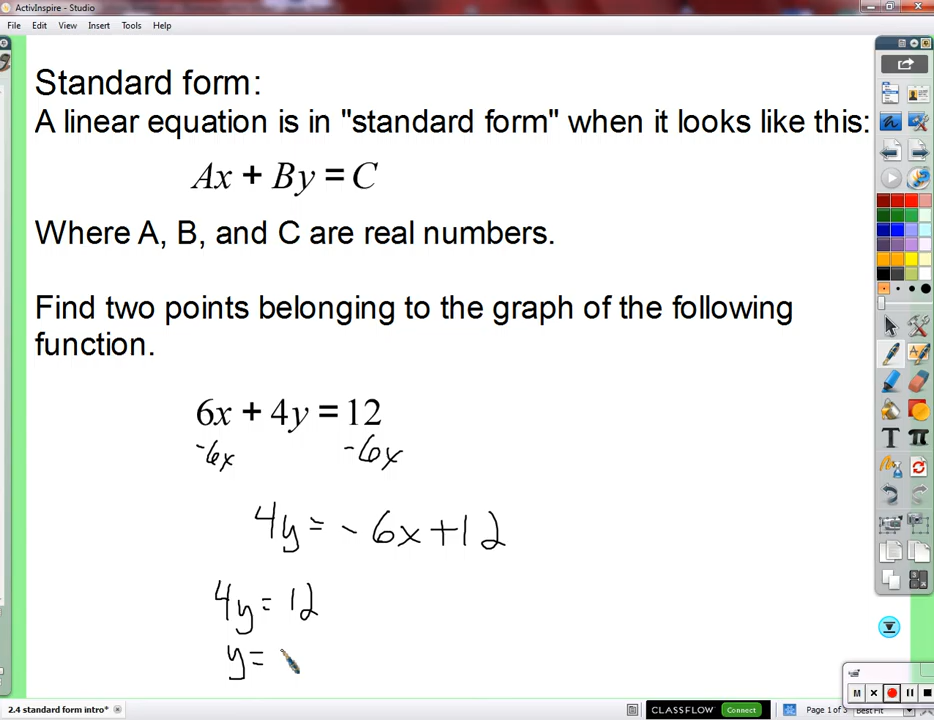 ActivInspire - Studio
File Edit View Insert Tools Help
Standard form:
A linear equation is in "standard form" when it looks like this:
Ax + By = C
Where A, B, and C are real numbers.
Find two points belonging to the graph of the following
function.
6x + 4y = 12
-6x -6x
4y = - 6x + 12
4y = 12
y =
2.4 standard form intro*
CLASSFLOW Connect
Page 1 of 3 Best Fit
M